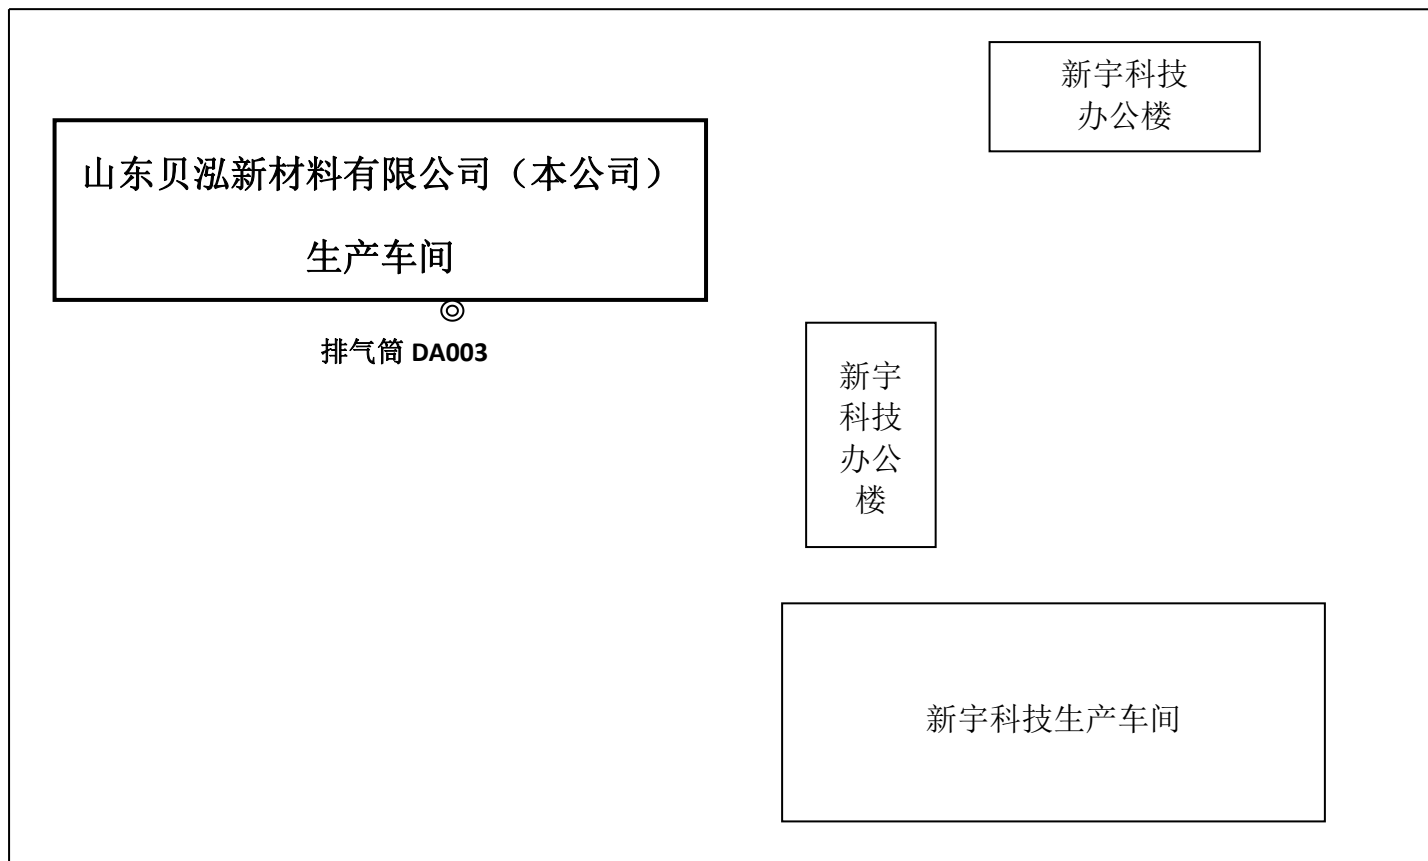 新宇科技
办公楼
山东贝泓新材料有限公司（本公司）
生产车间
排气筒 DA003
新宇
科技
办公
楼
新宇科技生产车间